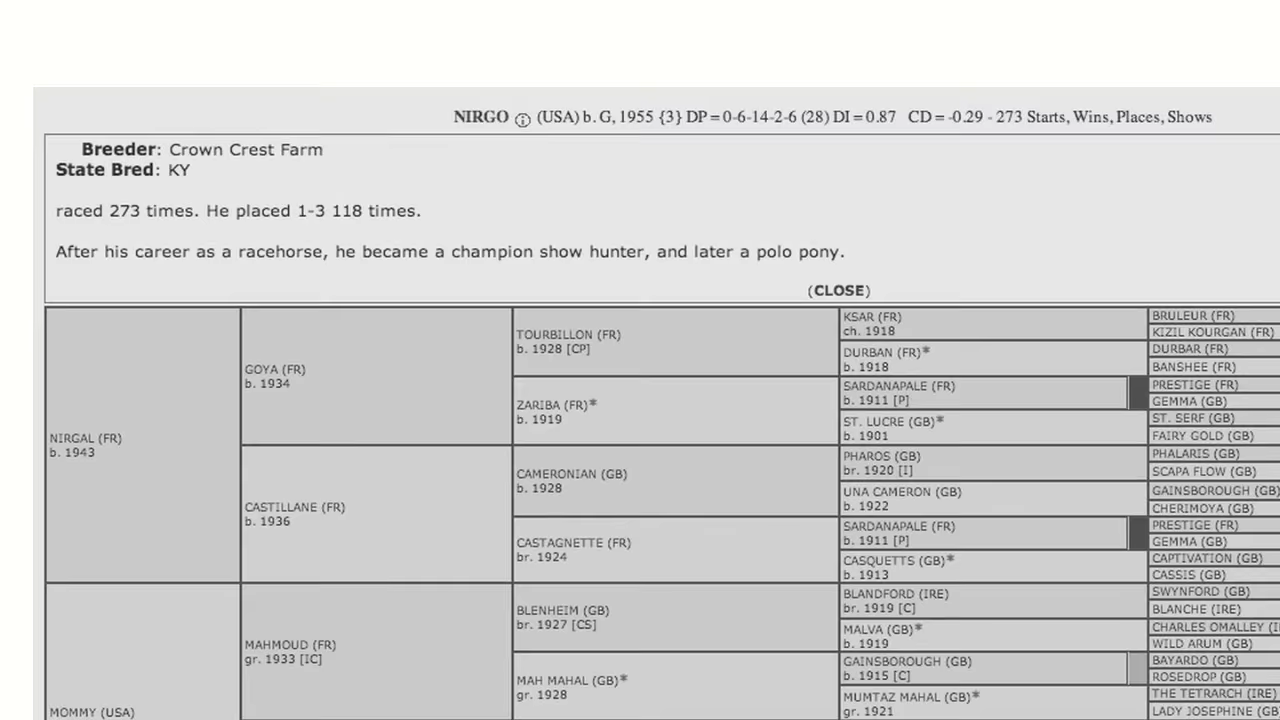 NIRGO ⓘ (USA) b. G, 1955 {3} DP = 0-6-14-2-6 (28) DI = 0.87 CD = -0.29 - 273 Starts, Wins, Places, Shows
Breeder: Crown Crest Farm
State Bred: KY
raced 273 times. He placed 1-3 118 times.
After his career as a racehorse, he became a champion show hunter, and later a polo pony.
(CLOSE)
NIRGAL (FR)
b. 1943
MOMMY (USA)
GOYA (FR)
b. 1934
CASTILLANE (FR)
b. 1936
MAHMOUD (FR)
gr. 1933 [IC]
TOURBILLON (FR)
b. 1928 [CP]
ZARIBA (FR)*
b. 1919
CAMERONIAN (GB)
b. 1928
CASTAGNETTE (FR)
br. 1924
BLENHEIM (GB)
br. 1927 [CS]
MAH MAHAL (GB)*
gr. 1928
KSAR (FR)
ch. 1918
DURBAN (FR)*
b. 1918
SARDANAPALE (FR)
b. 1911 [P]
ST. LUCRE (GB)*
b. 1901
PHAROS (GB)
br. 1920 [I]
UNA CAMERON (GB)
b. 1922
SARDANAPALE (FR)
b. 1911 [P]
CASQUETTS (GB)*
b. 1913
BLANDFORD (IRE)
br. 1919 [C]
MALVA (GB)*
b. 1919
GAINSBOROUGH (GB)
b. 1915 [C]
MUMTAZ MAHAL (GB)*
gr. 1921
BRULEUR (FR)
KIZIL KOURGAN (FR)
DURBAR (FR)
BANSHEE (FR)
PRESTIGE (FR)
GEMMA (GB)
ST. SERF (GB)
FAIRY GOLD (GB)
PHALARIS (GB)
SCAPA FLOW (GB)
GAINSBOROUGH (GB)
CHERIMOYA (GB)
PRESTIGE (FR)
GEMMA (GB)
CAPTIVATION (GB)
CASSIS (GB)
SWYNFORD (GB)
BLANCHE (IRE)
CHARLES OMALLEY (I
WILD ARUM (GB)
BAYARDO (GB)
ROSEDROP (GB)
THE TETRARCH (IRE)
LADY JOSEPHINE (GB